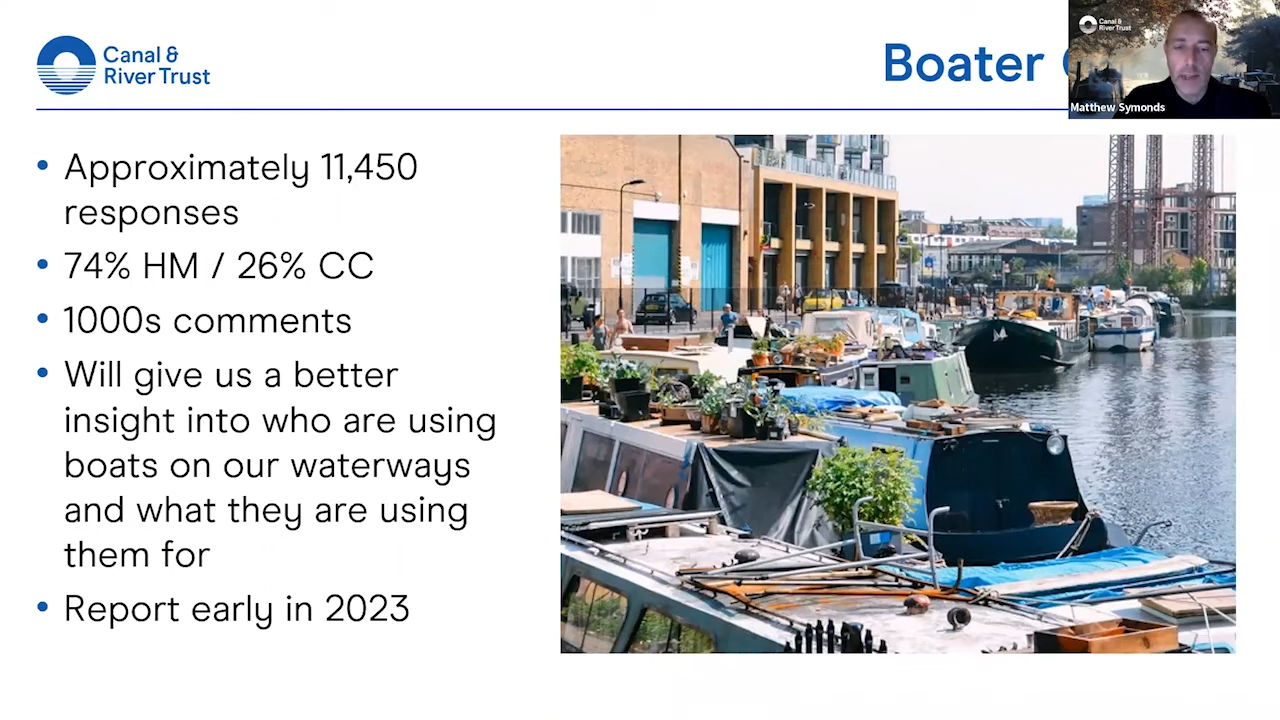 Canal &
River Trust
Boater
Canal &
River Trust
Matthew Symonds
• Approximately 11,450
responses
• 74% HM / 26% CC
• 1000s comments
• Will give us a better
insight into who are using
boats on our waterways
and what they are using
them for
• Report early in 2023